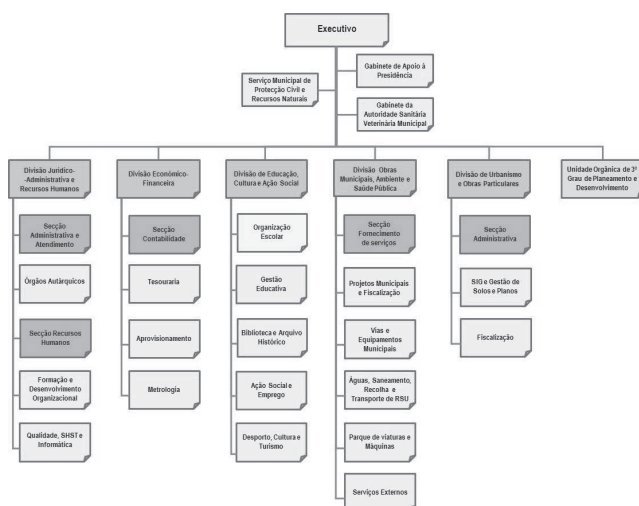 Executivo
Gabinete de Apoio à
Presidência
Serviço Municipal de
Protecção Civil e
Recursos Naturais
Gabinete da
Autoridade Sanitária
Veterinária Municipal
Divisão Jurídico-
-Administrativa e
Recursos Humanos
Secção
Administrativa e
Atendimento
Órgãos Autárquicos
Secção Recursos
Humanos
Formação e
Desenvolvimento
Organizacional
Qualidade, SHST e
Informática
Divisão Económico-
Financeira
Secção
Contabilidade
Tesouraria
Aprovisionamento
Metrologia
Divisão de Educação,
Cultura e Ação Social
Organização
Escolar
Gestão
Educativa
Biblioteca e Arquivo
Histórico
Ação Social e
Emprego
Desporto, Cultura e
Turismo
Divisão Obras
Municipais, Ambiente e
Saúde Pública
Secção
Fornecimento
de serviços
Projetos Municipais
e Fiscalização
Vias e
Equipamentos
Municipais
Águas, Saneamento,
Recolha e
Transporte de RSU
Parque de viaturas e
Máquinas
Serviços Externos
Divisão de Urbanismo
e Obras Particulares
Secção
Administrativa
SIG e Gestão de
Solos e Planos
Fiscalização
Unidade Orgânica de 3º
Grau de Planeamento e
Desenvolvimento